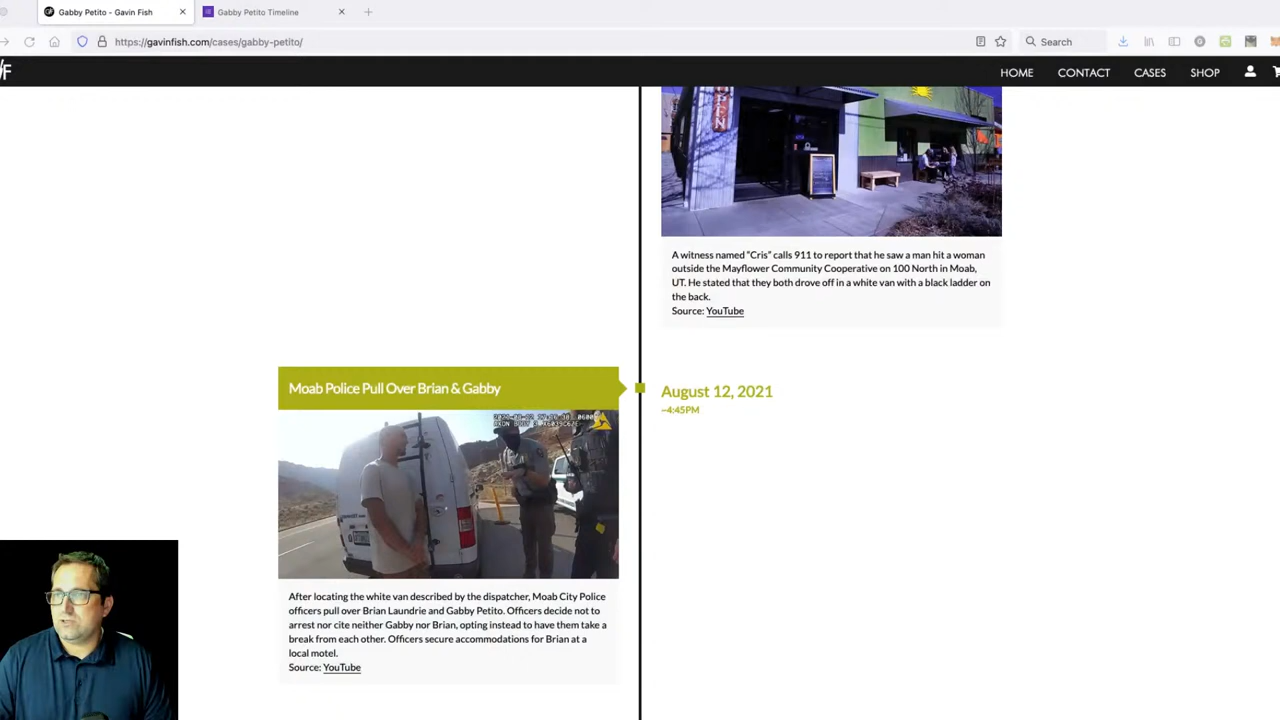 Gabby Petito - Gavin Fish
Gabby Petito Timeline
https://gavinfish.com/cases/gabby-petito/
Search
HOME
CONTACT
CASES
SHOP
OPEN
A witness named “Cris” calls 911 to report that he saw a man hit a woman
outside the Mayflower Community Cooperative on 100 North in Moab,
UT. He stated that they both drove off in a white van with a black ladder on
the back.
Source: YouTube
Moab Police Pull Over Brian & Gabby
August 12, 2021
~4:45PM
After locating the white van described by the dispatcher, Moab City Police
officers pull over Brian Laundrie and Gabby Petito. Officers decide not to
arrest nor cite neither Gabby nor Brian, opting instead to have them take a
break from each other. Officers secure accommodations for Brian at a
local motel.
Source: YouTube